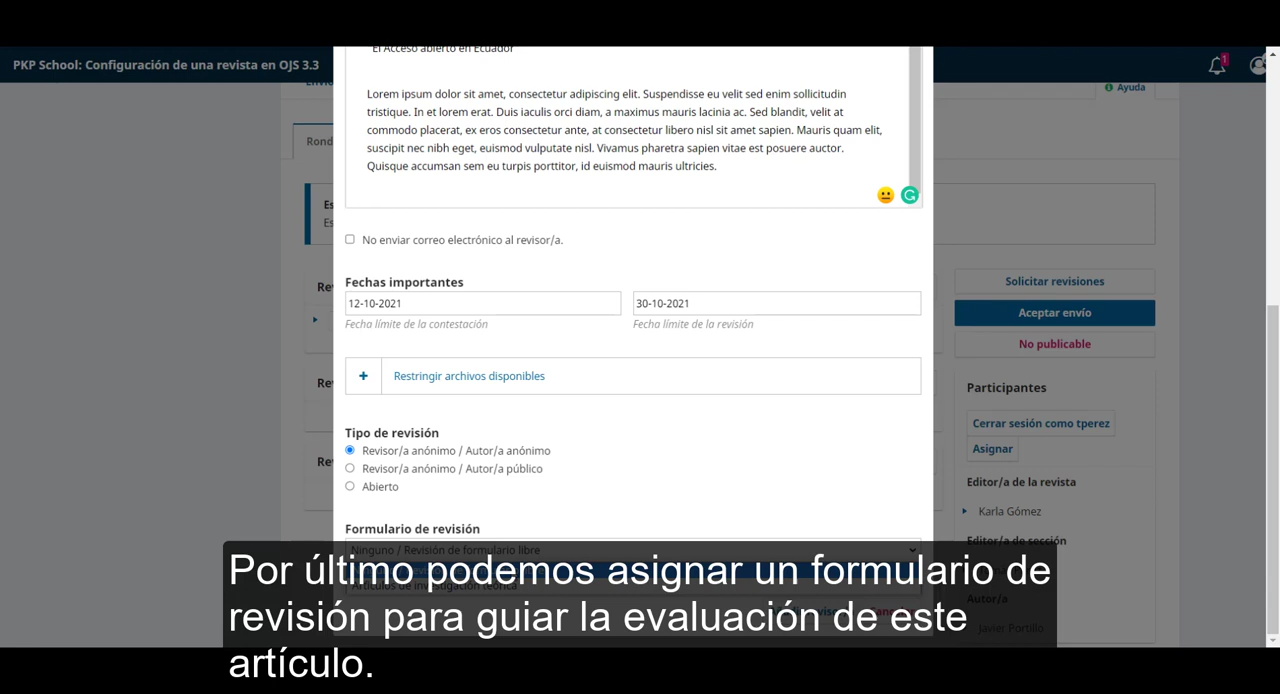 El Acceso abierto en Ecuador
PKP School: Configuración de una revista en OJS 3.3
1
Ayuda
Lorem ipsum dolor sit amet, consectetur adipiscing elit. Suspendisse eu velit sed enim sollicitudin
tristique. In et lorem erat. Duis iaculis orci diam, a maximus mauris lacinia ac. Sed blandit, velit at
commodo placerat, ex eros consectetur ante, at consectetur libero nisl sit amet sapien. Mauris quam elit,
suscipit nec nibh eget, euismod vulputate nisl. Vivamus pharetra sapien vitae est posuere auctor.
Quisque accumsan sem eu turpis porttitor, id euismod mauris ultricies.
Rond
Es
Es
No enviar correo electrónico al revisor/a.
Fechas importantes
Rev
12-10-2021
30-10-2021
Fecha límite de la contestación
Fecha límite de la revisión
Restringir archivos disponibles
Rev
Tipo de revisión
Revisor/a anónimo / Autor/a anónimo
Revisor/a anónimo / Autor/a público
Rev
Abierto
Formulario de revisión
Ninguno / Revisión de formulario libre
Artículos de investigación teórica
Solicitar revisiones
Aceptar envío
No publicable
Participantes
Cerrar sesión como tperez
Asignar
Editor/a de la revista
Karla Gómez
Editor/a de sección
Autor/a
Javier Portillo
Por último podemos asignar un formulario de
revisión para guiar la evaluación de este
artículo.